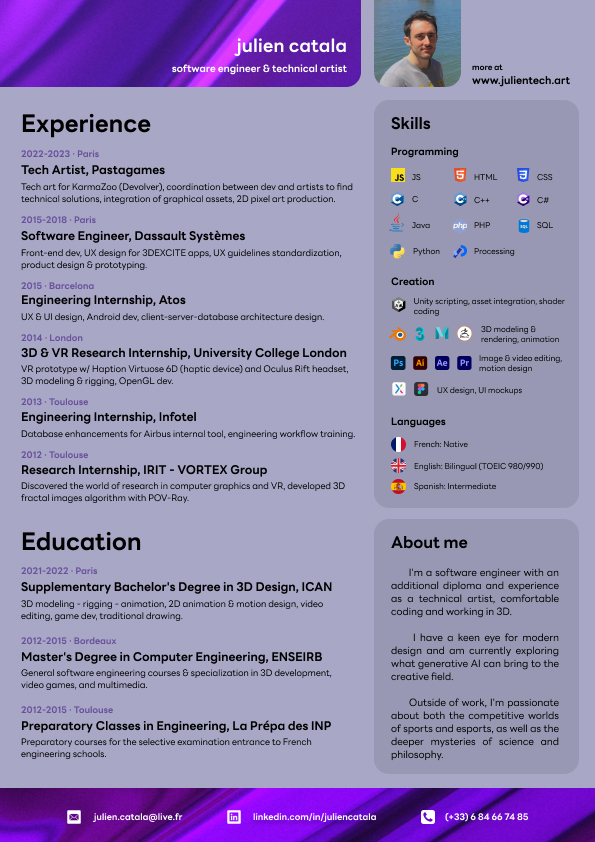 julien catala
software engineer & technical artist
more at
www.julientech.art
Experience
2022-2023 · Paris
Tech Artist, Pastagames
Tech art for KarmaZoo (Devolver), coordination between dev and artists to find
technical solutions, integration of graphical assets, 2D pixel art production.
2015-2018 · Paris
Software Engineer, Dassault Systèmes
Front-end dev, UX design for 3DEXCITE apps, UX guidelines standardization,
product design & prototyping.
2015 · Barcelona
Engineering Internship, Atos
UX & UI design, Android dev, client-server-database architecture design.
2014 · London
3D & VR Research Internship, University College London
VR prototype w/ Haption Virtuose 6D (haptic device) and Oculus Rift headset,
3D modeling & rigging, OpenGL dev.
2013 · Toulouse
Engineering Internship, Infotel
Database enhancements for Airbus internal tool, engineering workflow training.
2012 · Toulouse
Research Internship, IRIT - VORTEX Group
Discovered the world of research in computer graphics and VR, developed 3D
fractal images algorithm with POV-Ray.
Education
2021-2022 · Paris
Supplementary Bachelor's Degree in 3D Design, ICAN
3D modeling - rigging - animation, 2D animation & motion design, video
editing, game dev, traditional drawing.
2012-2015 · Bordeaux
Master's Degree in Computer Engineering, ENSEIRB
General software engineering courses & specialization in 3D development,
video games, and multimedia.
2012-2015 · Toulouse
Preparatory Classes in Engineering, La Prépa des INP
Preparatory courses for the selective examination entrance to French
engineering schools.
Skills
Programming
JS JS HTML CSS
C C++ C#
Java php PHP SQL
Python Processing
Creation
Unity scripting, asset integration, shader
coding
3D modeling &
rendering, animation
Ps Ai Ae Pr Image & video editing,
motion design
UX design, UI mockups
Languages
French: Native
English: Bilingual (TOEIC 980/990)
Spanish: Intermediate
About me
I'm a software engineer with an
additional diploma and experience
as a technical artist, comfortable
coding and working in 3D.
I have a keen eye for modern
design and am currently exploring
what generative AI can bring to the
creative field.
Outside of work, I'm passionate
about both the competitive worlds
of sports and esports, as well as the
deeper mysteries of science and
philosophy.
julien.catala@live.fr linkedin.com/in/juliencatala (+33) 6 84 66 74 85